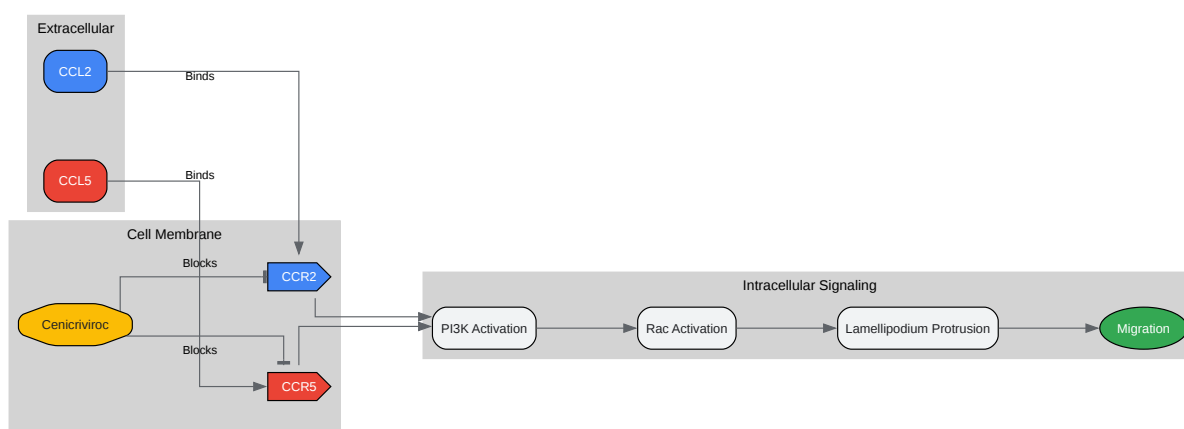 Extracellular
CCL2
Binds
CCL5
Binds
Cell Membrane
Blocks
CCR2
Cenicriviroc
Blocks
CCR5
Intracellular Signaling
PI3K Activation
Rac Activation
Lamellipodium Protrusion
Migration